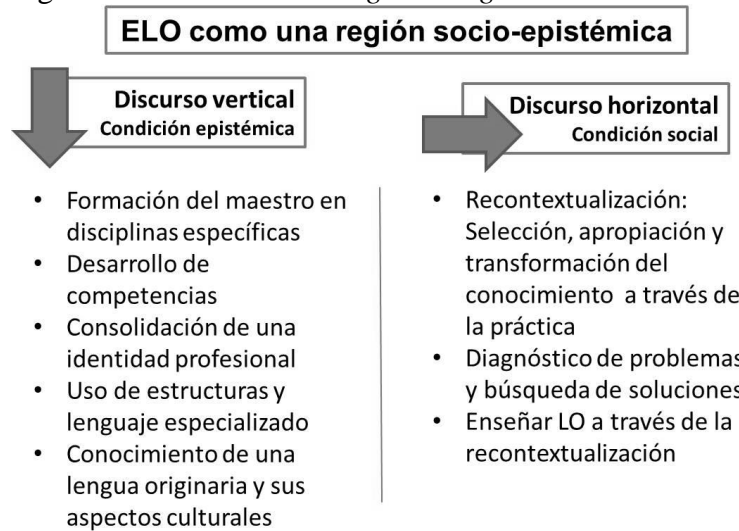 ELO como una región socio-epistémica
Discurso vertical
Condición epistémica
• Formación del maestro en
disciplinas específicas
• Desarrollo de
competencias
• Consolidación de una
identidad profesional
• Uso de estructuras y
lenguaje especializado
• Conocimiento de una
lengua originaria y sus
aspectos culturales
Discurso horizontal
Condición social
• Recontextualización:
Selección, apropiación y
transformación del
conocimiento a través de
la práctica
• Diagnóstico de problemas
y búsqueda de soluciones
• Enseñar LO a través de la
recontextualización